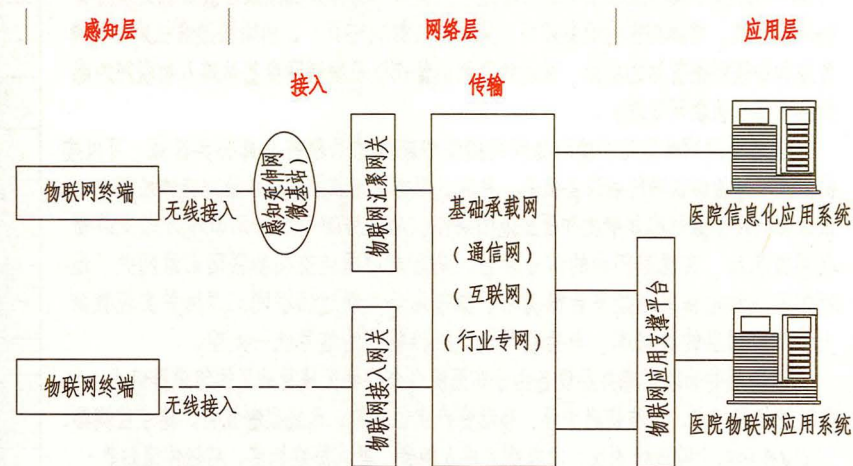 感知层
网络层
应用层
接入
传输
物联网终端
无线接入
感知延伸网
(微基站)
物联网汇聚网关
基础承载网
(通信网)
(互联网)
(行业专网)
医院信息化应用系统
物联网终端
无线接入
物联网接入网关
物联网应用支撑平台
医院物联网应用系统